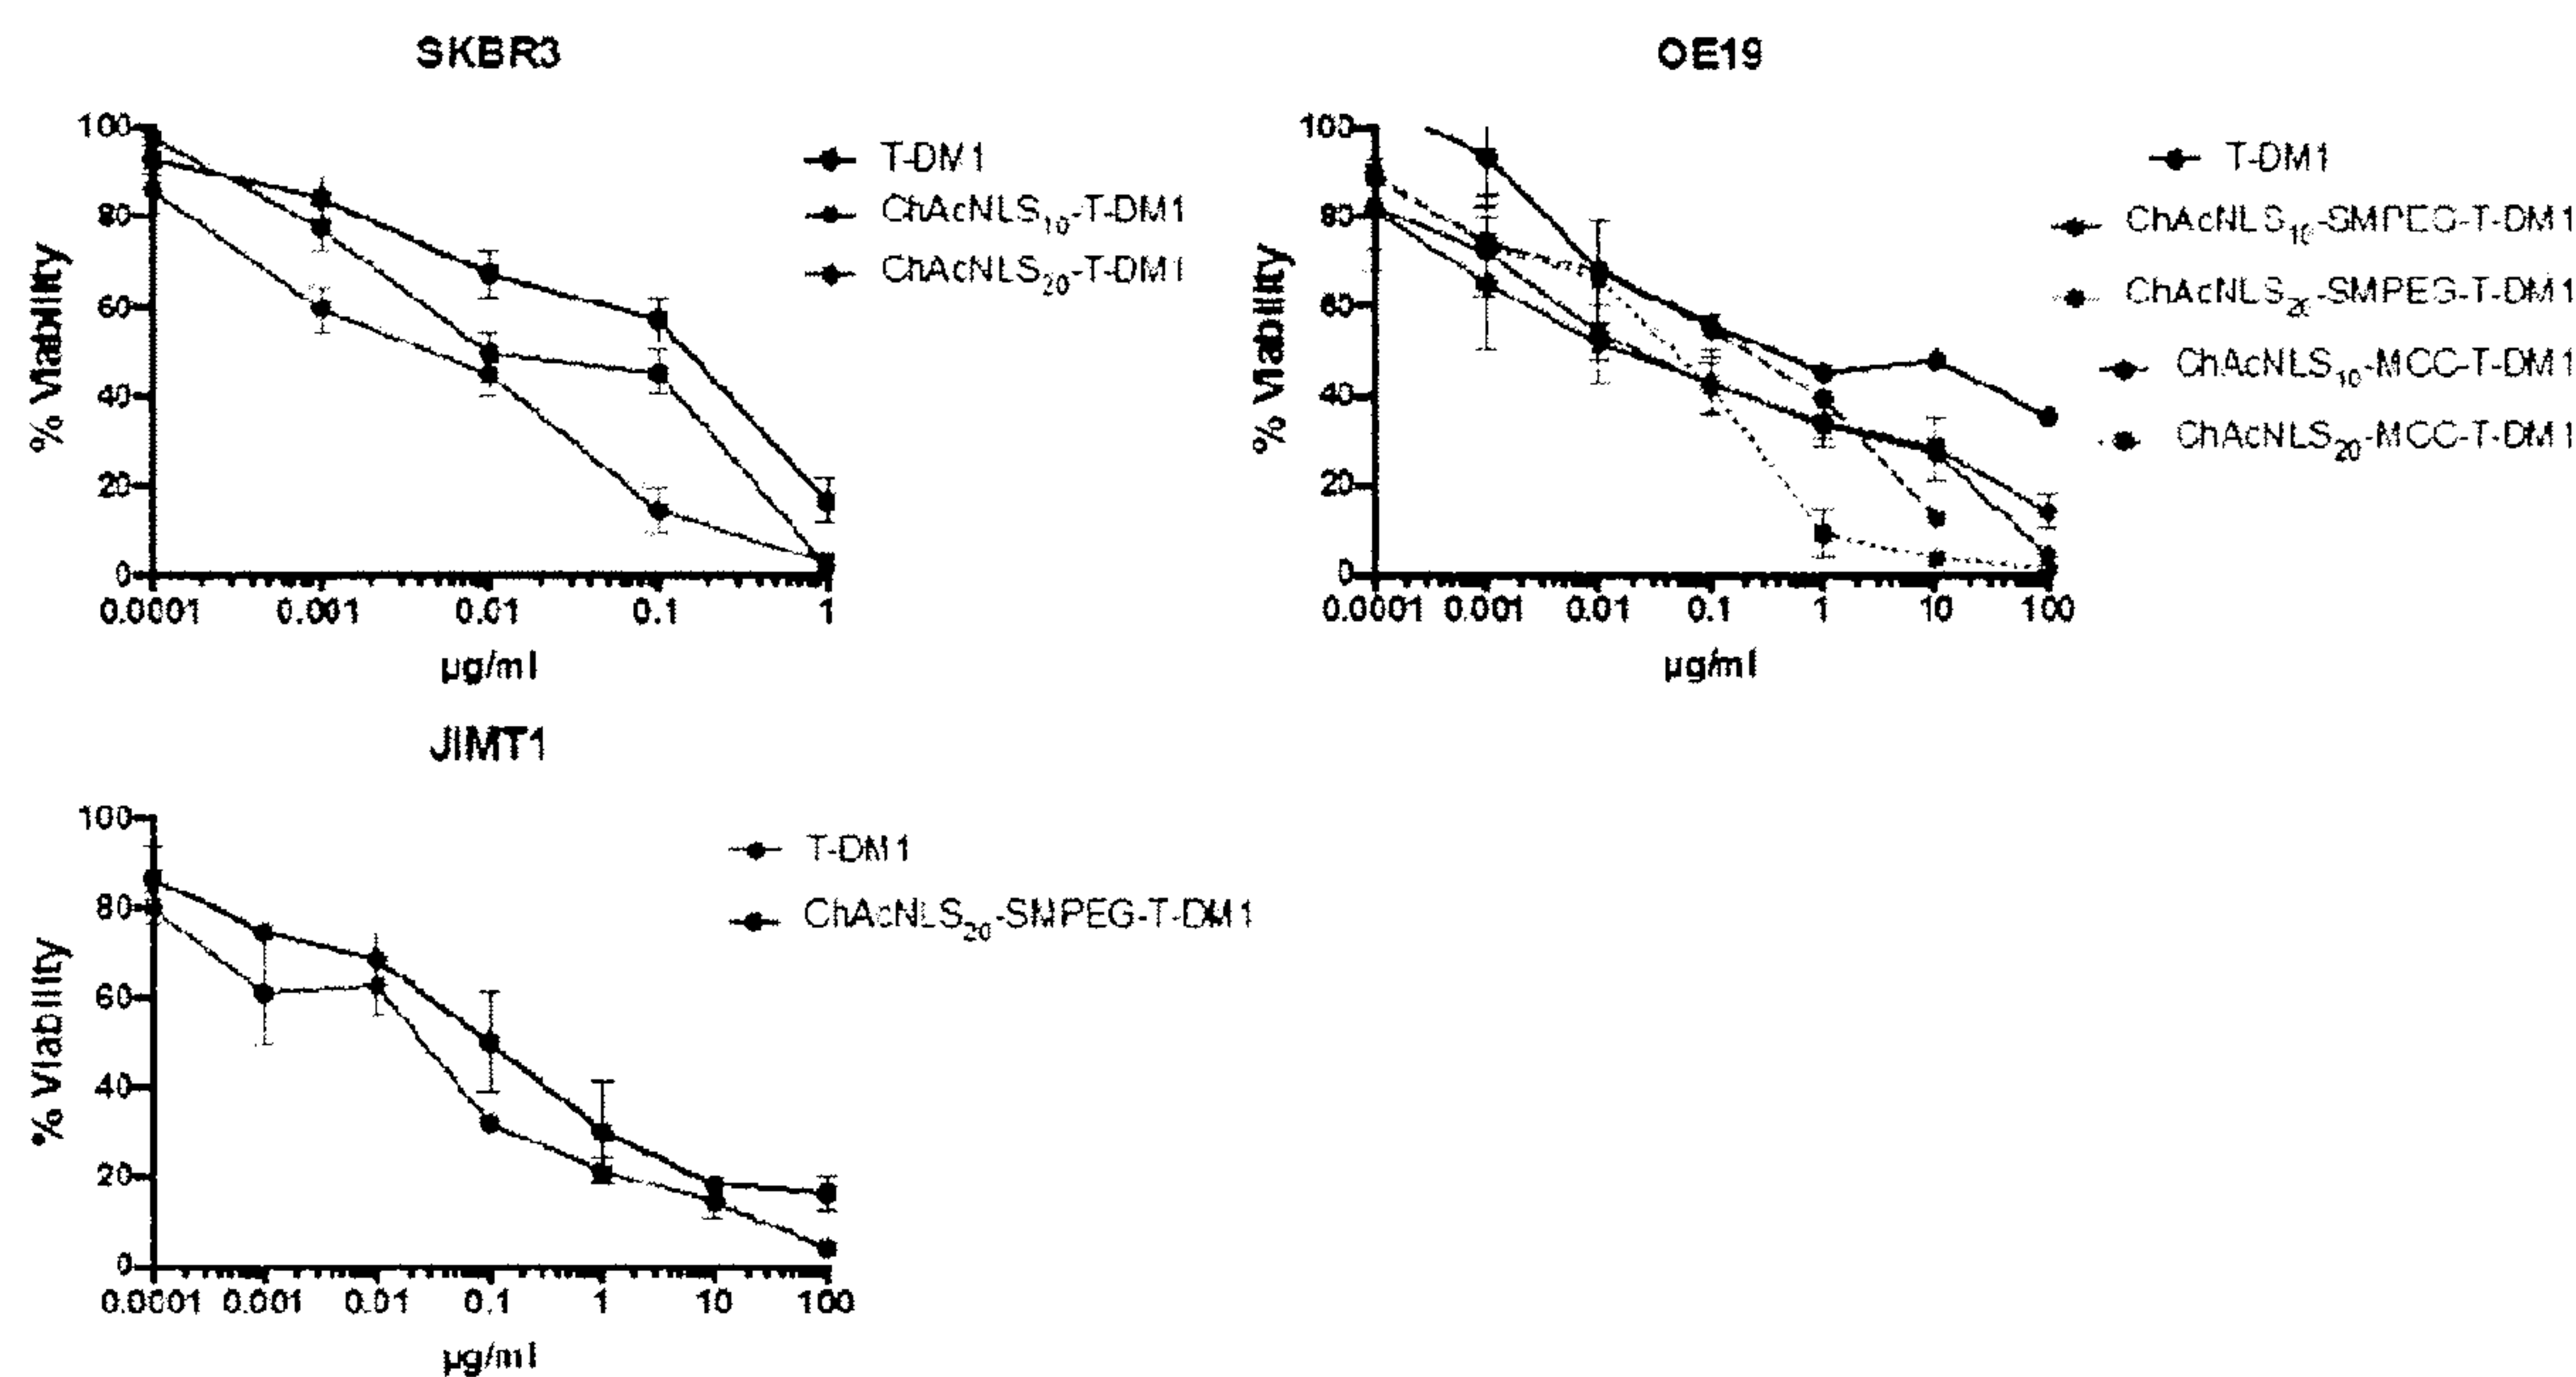 SKBR3
100
80
60
40
20
0
% Viability
0.0001 0.001 0.01 0.1 1
µg/ml
T-DM1
ChAcNLS10-T-DM1
ChAcNLS20-T-DM1
OE19
100
80
60
40
20
0
% Viability
0.0001 0.001 0.01 0.1 1 10 100
µg/ml
T-DM1
ChAcNLS10-SMPEG-T-DM1
ChAcNLS20-SMPEG-T-DM1
ChAcNLS10-MCC-T-DM1
ChAcNLS20-MCC-T-DM1
JIMT1
100
80
60
40
20
0
% Viability
0.0001 0.001 0.01 0.1 1 10 100
µg/ml
T-DM1
ChAcNLS20-SMPEG-T-DM1